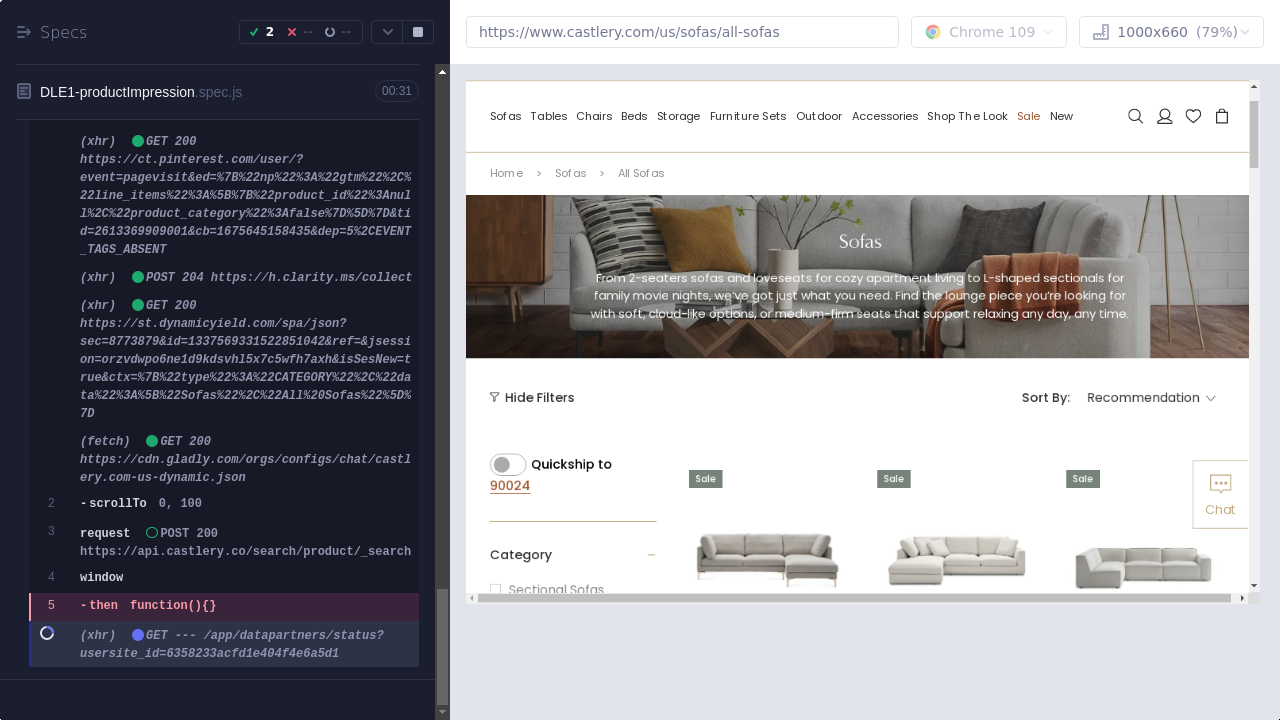 Specs
2
--
--
https://www.castlery.com/us/sofas/all-sofas
Chrome 109
1000x660 (79%)
DLE1-productImpression.spec.js
00:31
(xhr) GET 200
https://ct.pinterest.com/user/?
event=pagevisit&ed=%7B%22np%22%3A%22gtm%22%2C%
22line_items%22%3A%5B%7B%22product_id%22%3Anul
l%2C%22product_category%22%3Afalse%7D%5D%7D&ti
d=2613369909001&cb=1675645158435&dep=5%2CEVENT
_TAGS_ABSENT
(xhr) POST 204 https://h.clarity.ms/collect
(xhr) GET 200
https://st.dynamicyield.com/spa/json?
sec=8773879&id=1337569331522851042&ref=&jsessi
on=orzvdwpo6ne1d9kdsvhl5x7c5wfh7axh&isSesNew=t
rue&ctx=%7B%22type%22%3A%22CATEGORY%22%2C%22da
ta%22%3A%5B%22Sofas%22%2C%22All%20Sofas%22%5D%
7D
(fetch) GET 200
https://cdn.gladly.com/orgs/configs/chat/castl
ery.com-us-dynamic.json
2 -scrollTo 0, 100
3 request POST 200
https://api.castlery.co/search/product/_search
4 window
5 -then function(){}
(xhr) GET --- /app/datapartners/status?
usersite_id=6358233acfd1e404f4e6a5d1
Sofas Tables Chairs Beds Storage Furniture Sets Outdoor Accessories Shop The Look Sale New
Home > Sofas > All Sofas
Sofas
From 2-seaters sofas and loveseats for cozy apartment living to L-shaped sectionals for
family movie nights, we've got just what you need. Find the lounge piece you're looking for
with soft, cloud-like options, or medium-firm seats that support relaxing any day, any time.
Hide Filters
Sort By: Recommendation
Quickship to
90024
Sale
Sale
Sale
Chat
Category
Sectional Sofas